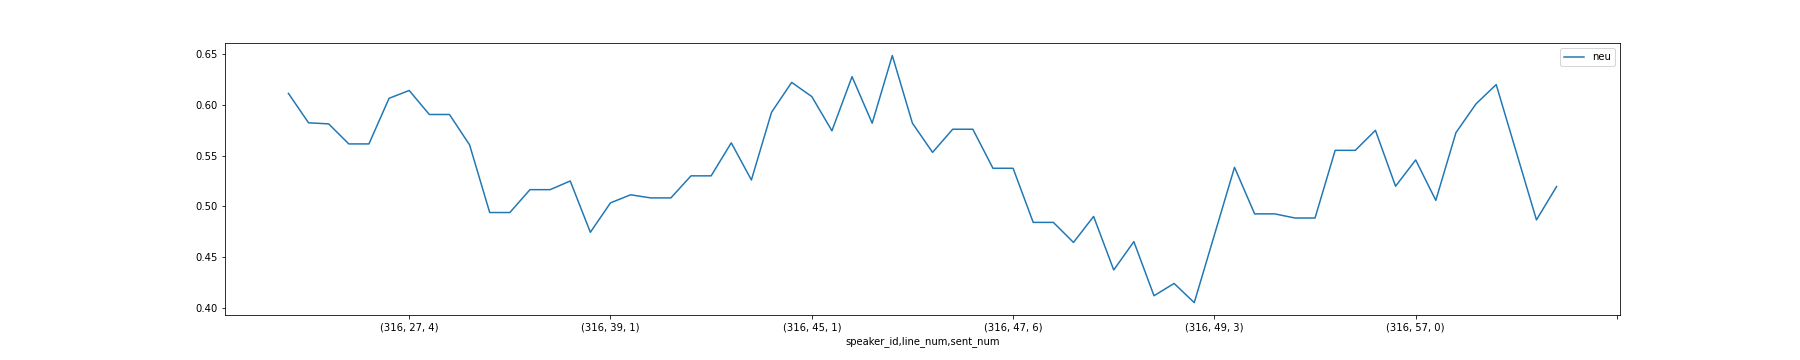 neu
0.65
0.60
0.55
0.50
0.45
0.40
(316, 27, 4) (316, 39, 1) (316, 45, 1) (316, 47, 6) (316, 49, 3) (316, 57, 0)
speaker_id,line_num,sent_num